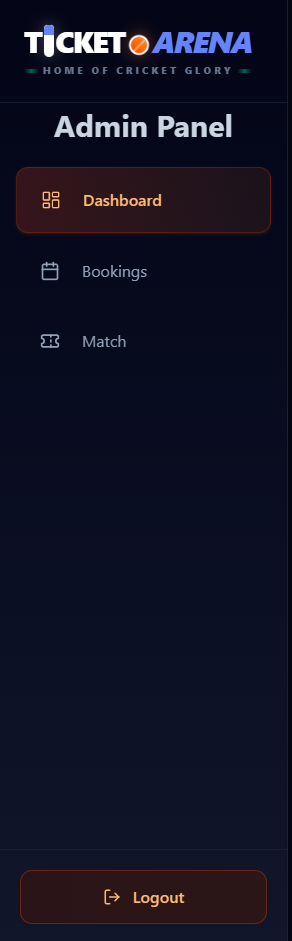 TICKET ARENA
HOME OF CRICKET GLORY
Admin Panel
Dashboard
Bookings
Match
Logout